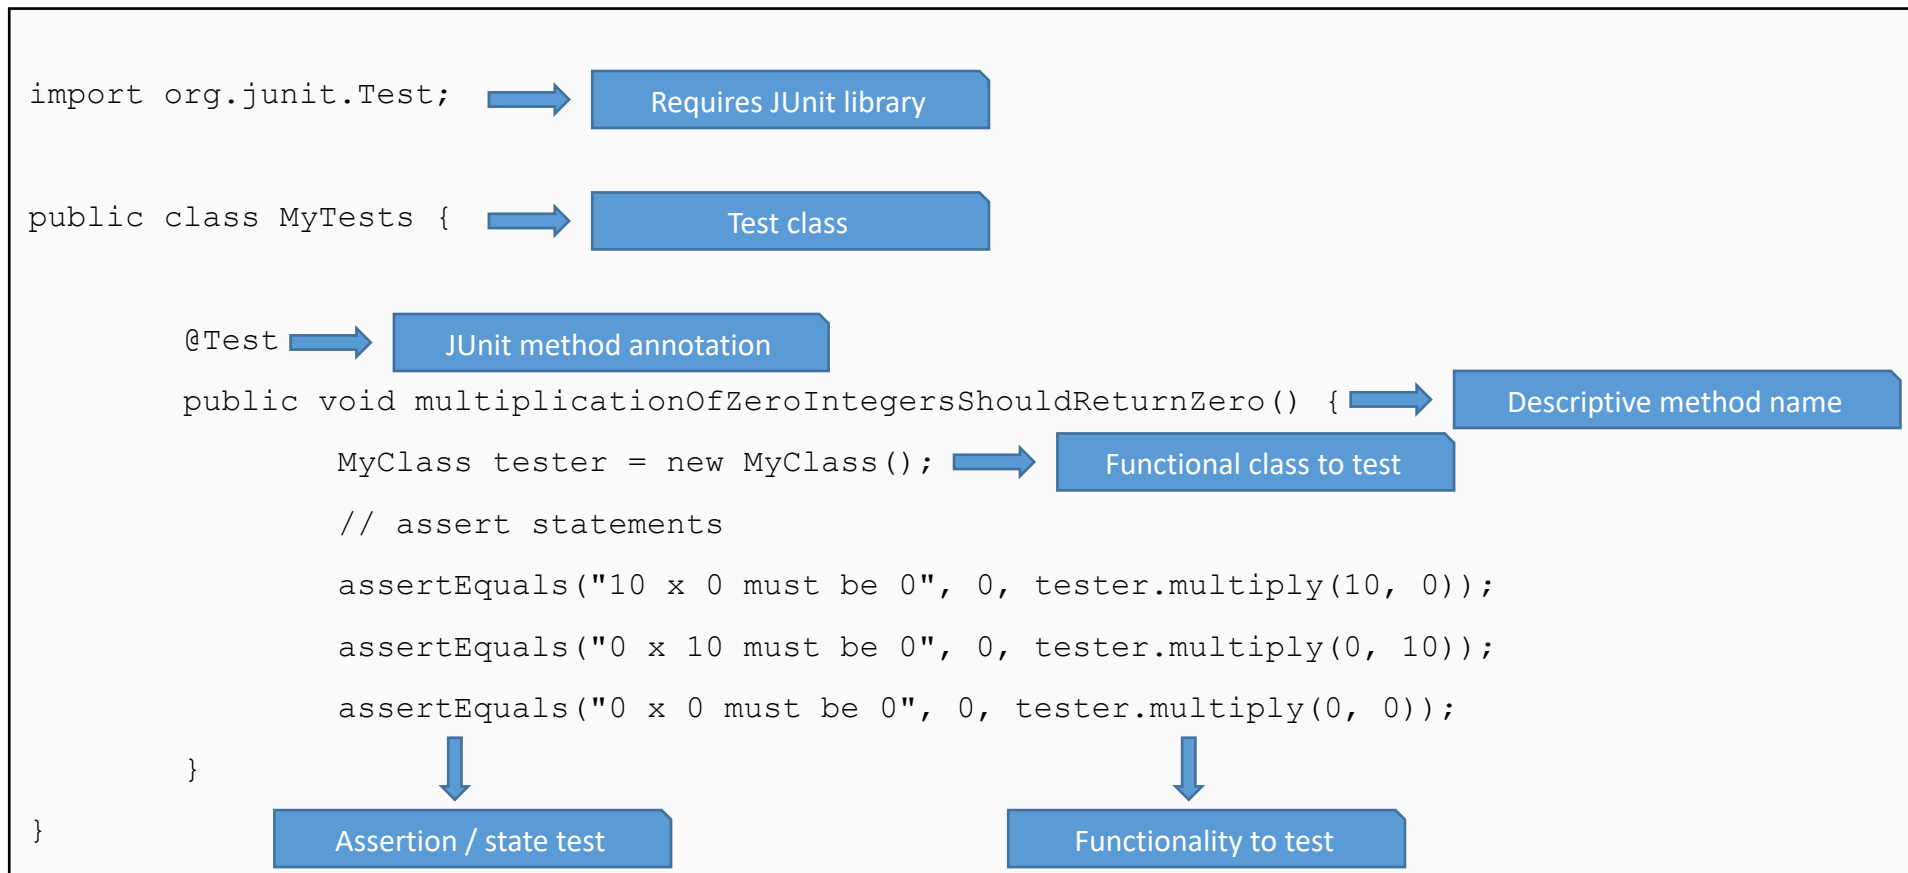 import org.junit.Test; Requires JUnit library
public class MyTests { Test class
@Test JUnit method annotation
public void multiplicationOfZeroIntegersShouldReturnZero() { Descriptive method name
MyClass tester = new MyClass(); Functional class to test
// assert statements
assertEquals("10 x 0 must be 0", 0, tester.multiply(10, 0));
assertEquals("0 x 10 must be 0", 0, tester.multiply(0, 10));
assertEquals("0 x 0 must be 0", 0, tester.multiply(0, 0));
}
} Assertion / state test Functionality to test